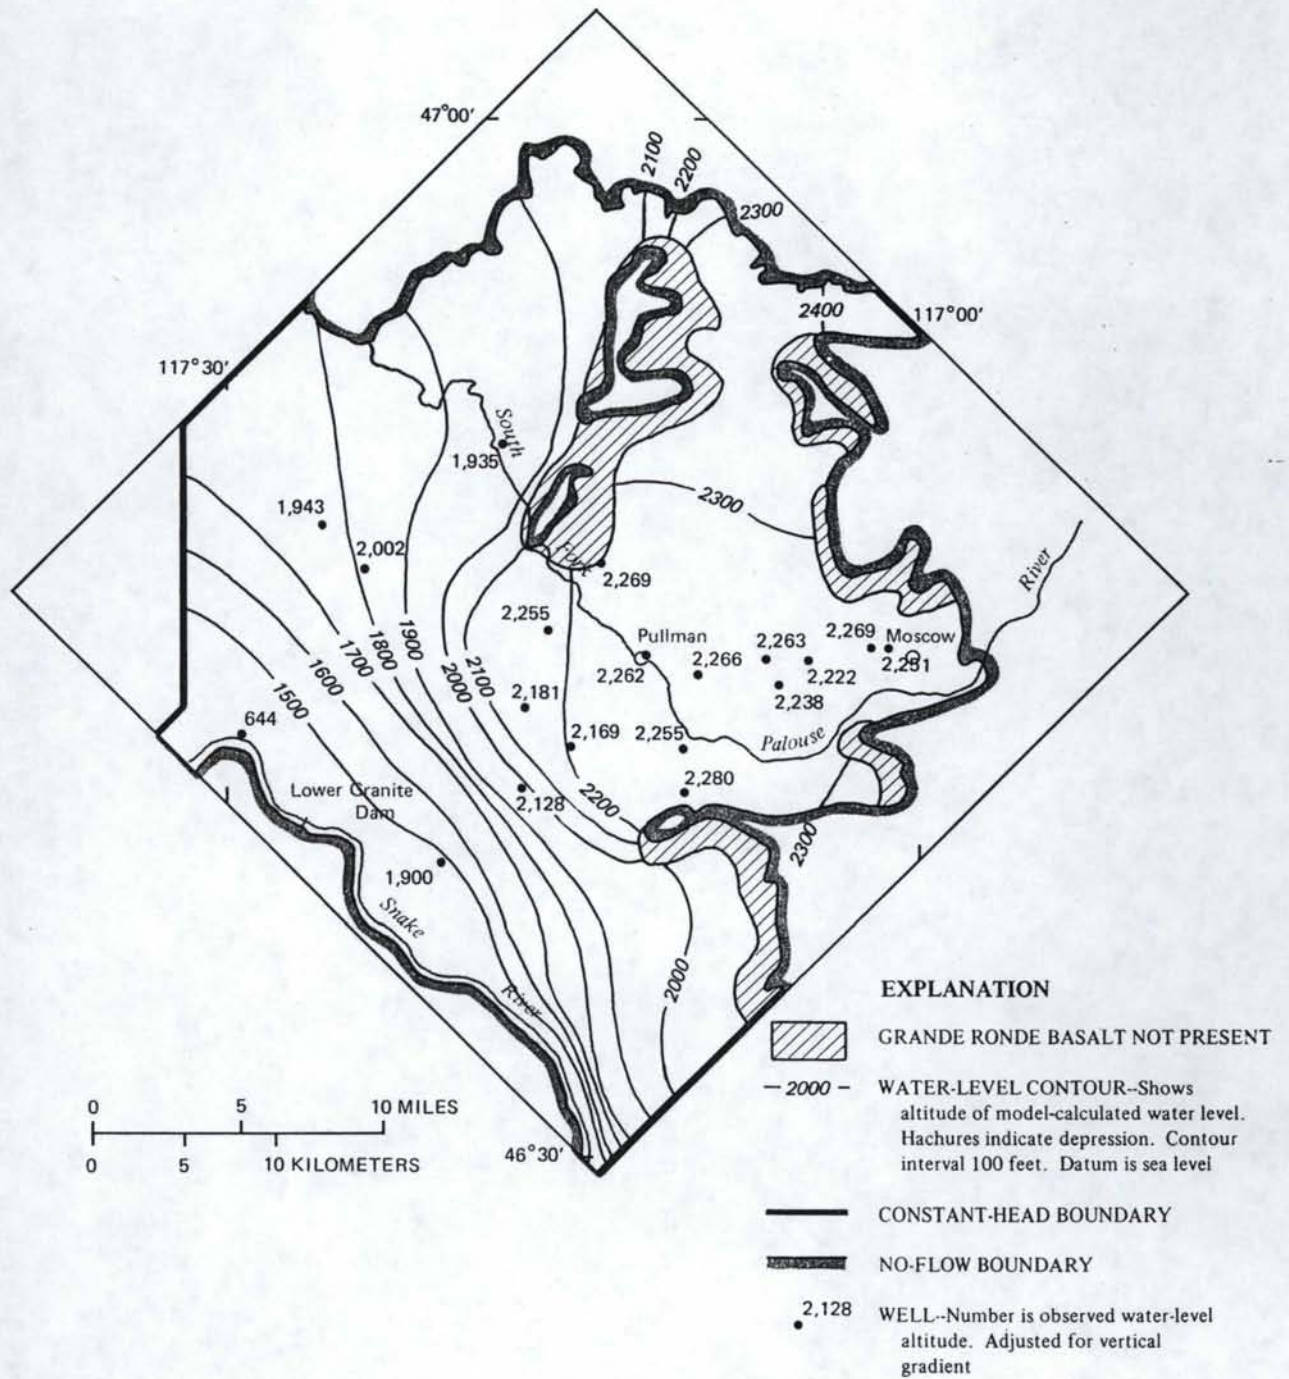 47°00'
2100
2200
2300
2400
117°00'
117°30'
South
1,935
2300
1,943
2,002
Fork
2,269
River
2,255
Pullman
2,263
2,269
Moscow
2,262
2,266
2,222
2,251
2,238
1900
1800
1700
1600
1500
2100
2000
2,181
2,169
2,255
Palouse
644
Lower Granite
Dam
2,128
2200
2,280
2300
1,900
Snake
2000
River
46°30'
0 5 10 MILES
0 5 10 KILOMETERS
EXPLANATION
GRANDE RONDE BASALT NOT PRESENT
— 2000 — WATER-LEVEL CONTOUR--Shows
altitude of model-calculated water level.
Hachures indicate depression. Contour
interval 100 feet. Datum is sea level
CONSTANT-HEAD BOUNDARY
NO-FLOW BOUNDARY
2,128 WELL--Number is observed water-level
altitude. Adjusted for vertical
gradient